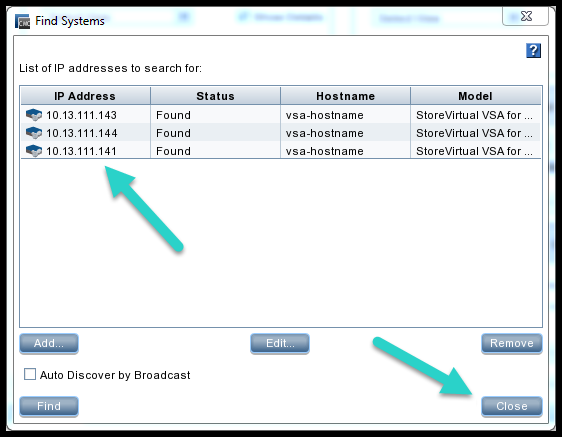 CMC Find Systems
List of IP addresses to search for:
IP Address Status Hostname Model
10.13.111.143 Found vsa-hostname StoreVirtual VSA for ...
10.13.111.144 Found vsa-hostname StoreVirtual VSA for ...
10.13.111.141 Found vsa-hostname StoreVirtual VSA for ...
Add... Edit... Remove
Auto Discover by Broadcast
Find Close